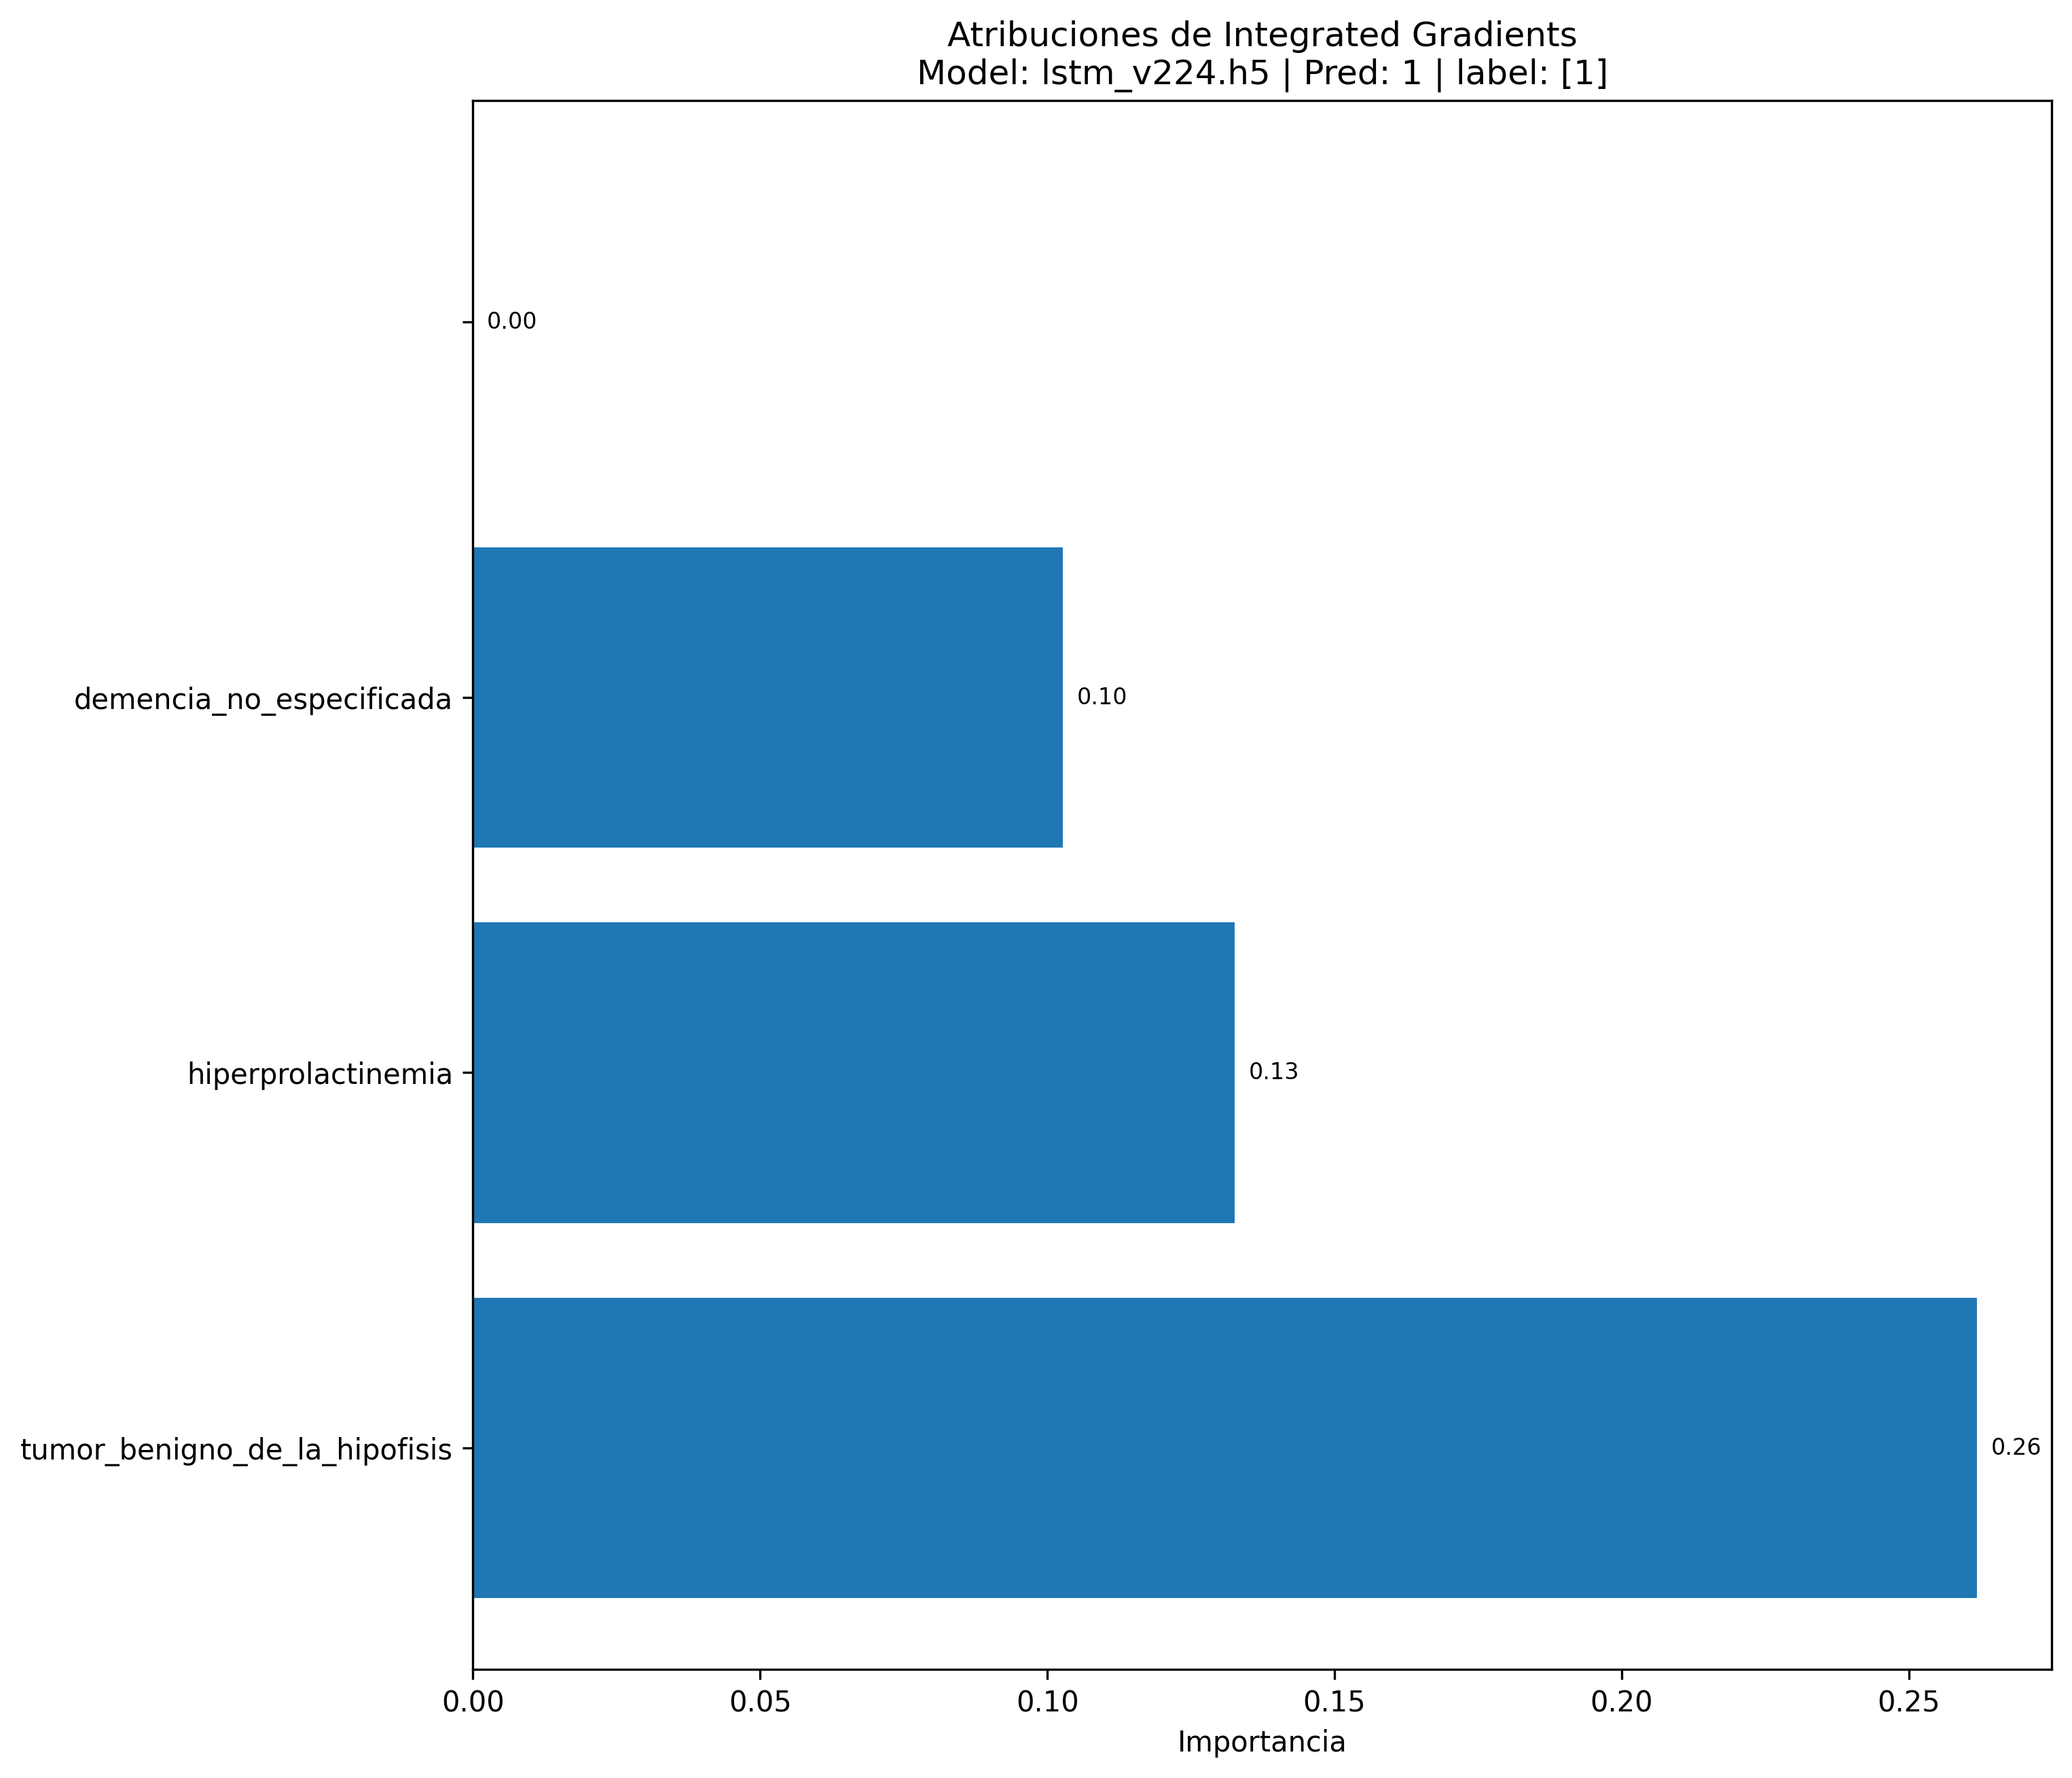 Atribuciones de Integrated Gradients
Model: lstm_v224.h5 | Pred: 1 | label: [1]
0.00
demencia_no_especificada
0.10
hiperprolactinemia
0.13
tumor_benigno_de_la_hipofisis
0.26
0.00 0.05 0.10 0.15 0.20 0.25
Importancia